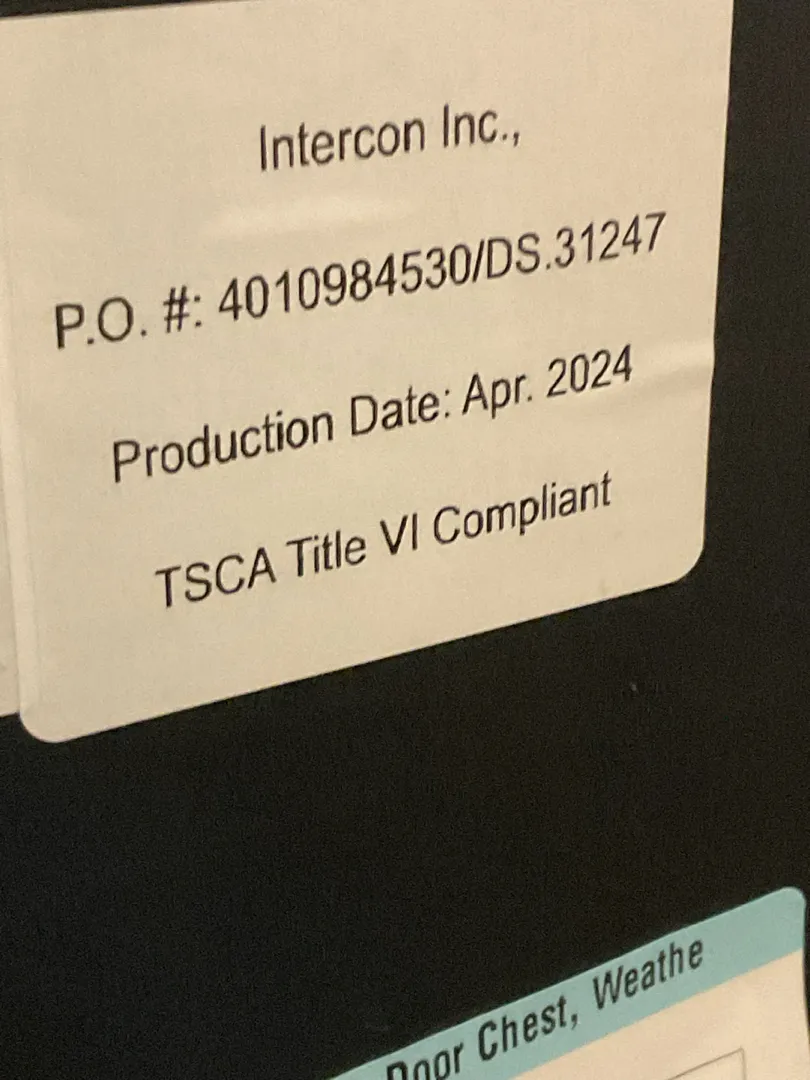 Intercon Inc.,
P.O. #: 4010984530/DS.31247
Production Date: Apr. 2024
TSCA Title VI Compliant
Door Chest, Weathe